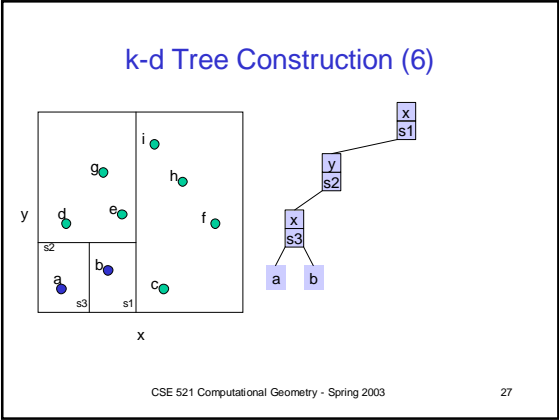 k-d Tree Construction (6)
x
s1
i
g
h
y
s2
y
d
e
f
x
s3
s2
a
b
c
s3
s1
a b
x
CSE 521 Computational Geometry - Spring 2003 27